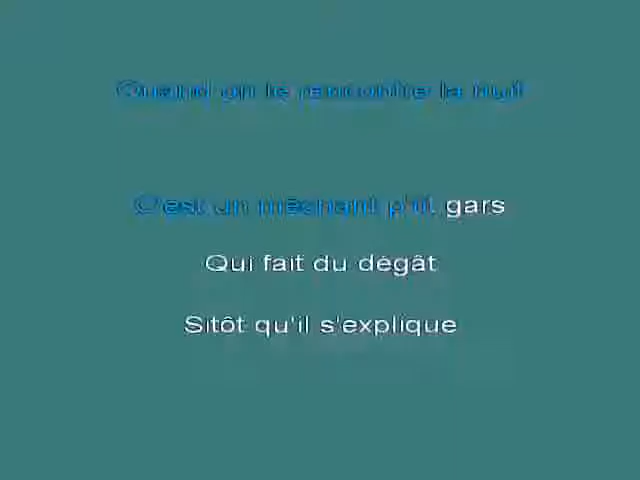 Quand on le rencontre la nuit
C'est un méchant p'tit gars
Qui fait du dégât
Sitôt qu'il s'explique